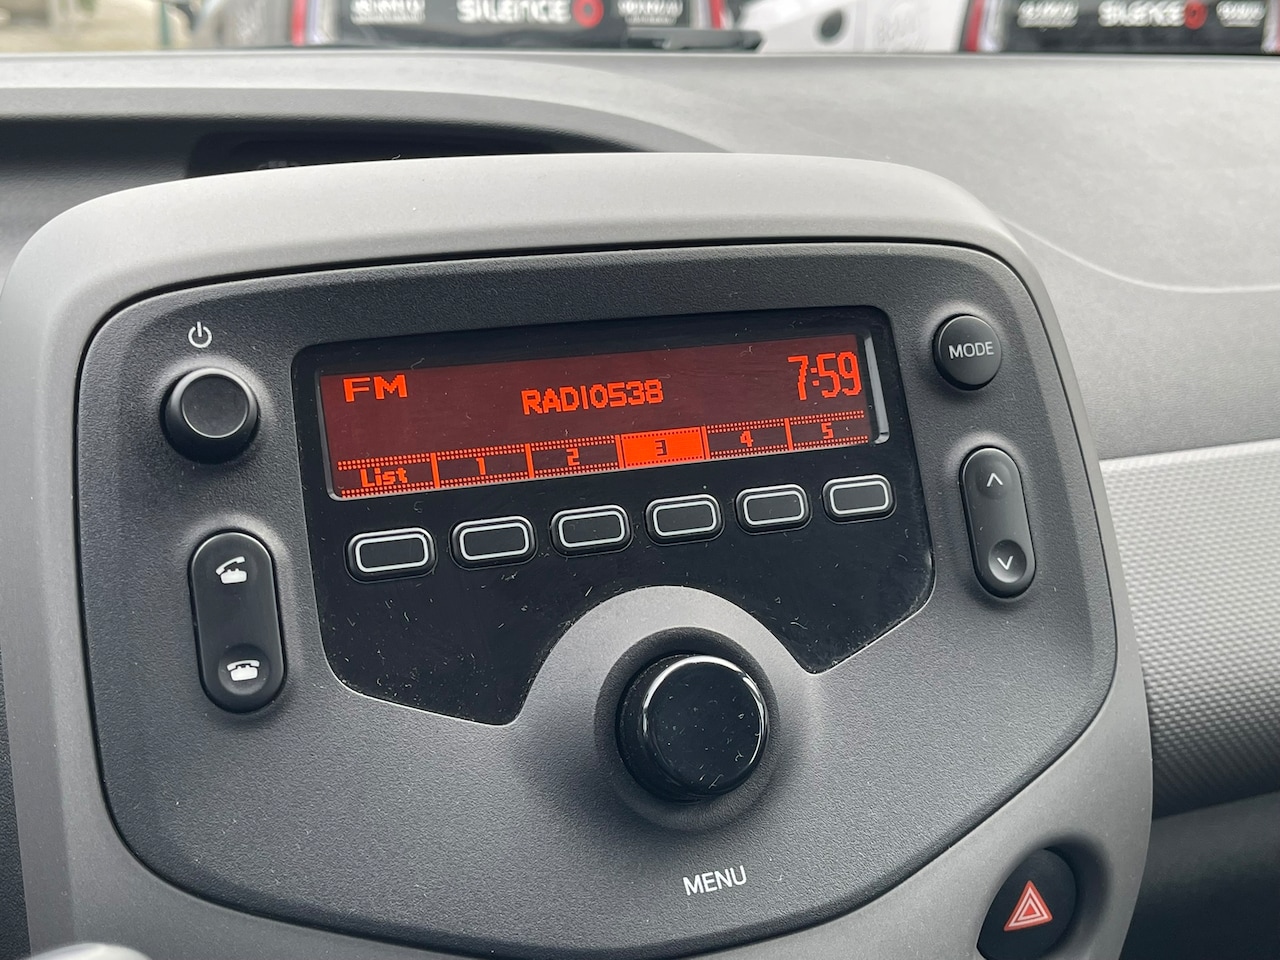 SILENCE
SILENCE
FM
RADIO538
7:59
MODE
List 1 2 3 4 5
MENU